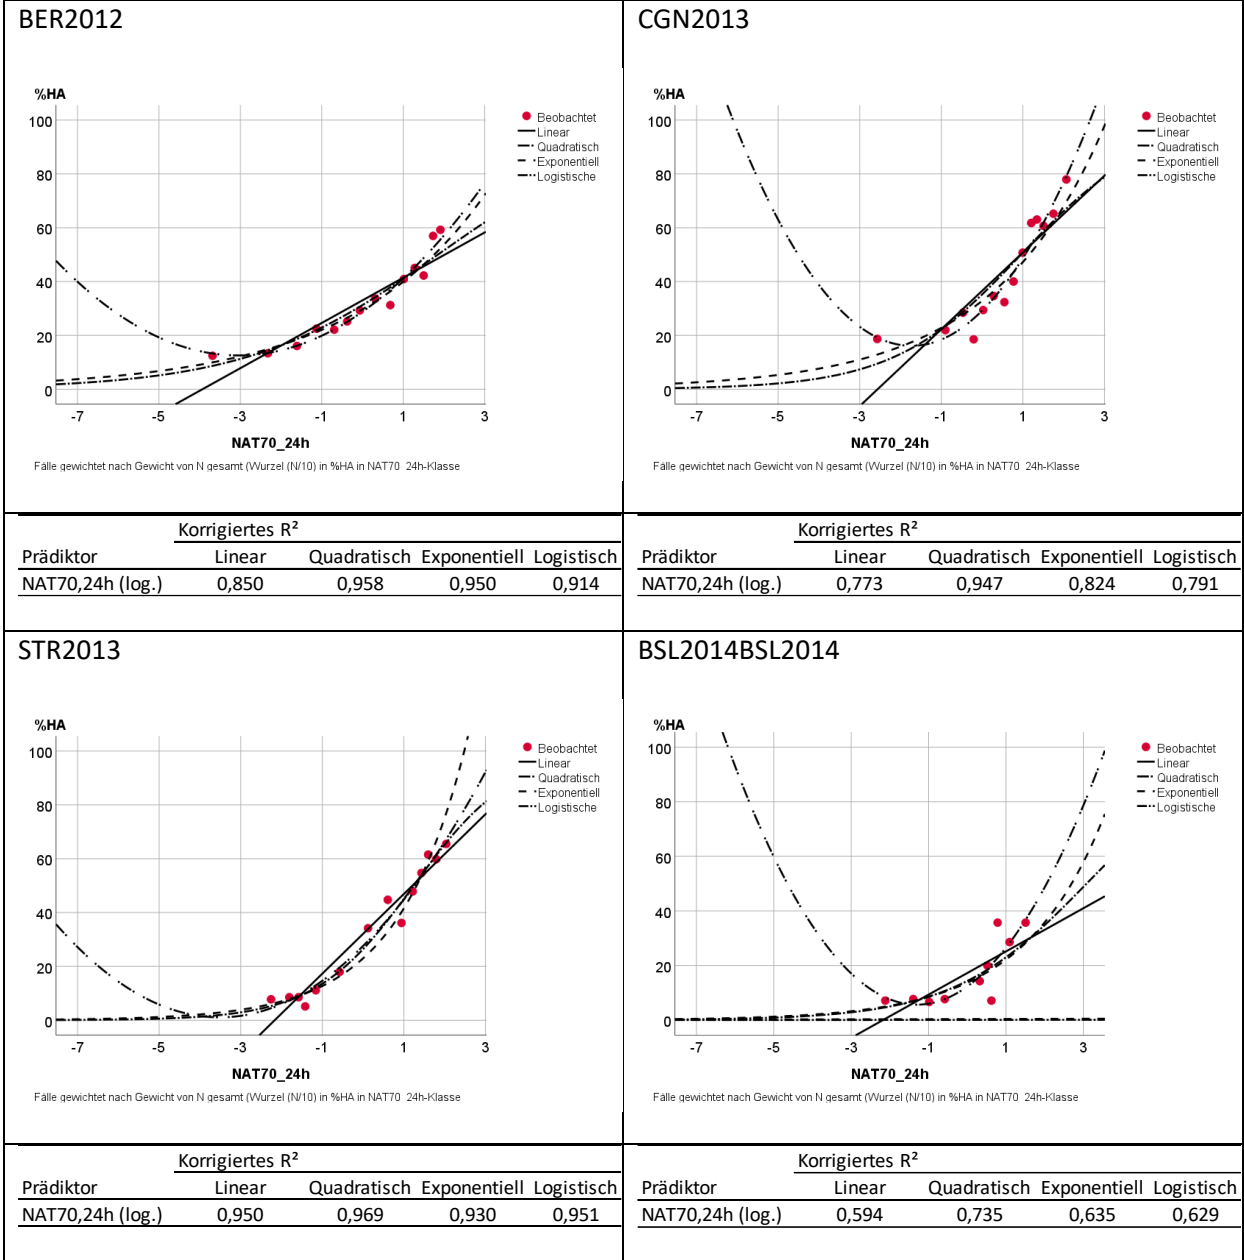 BER2012
%HA
100
80
60
40
20
0
-7 -5 -3 -1 1 3
NAT70_24h
Beobachtet
Linear
Quadratisch
Exponentiell
Logistische
Fälle gewichtet nach Gewicht von N gesamt (Wurzel (N/10) in %HA in NAT70_24h-Klasse
Korrigiertes R²
Prädiktor Linear Quadratisch Exponentiell Logistisch
NAT70,24h (log.) 0,850 0,958 0,950 0,914
CGN2013
%HA
100
80
60
40
20
0
-7 -5 -3 -1 1 3
NAT70_24h
Beobachtet
Linear
Quadratisch
Exponentiell
Logistische
Fälle gewichtet nach Gewicht von N gesamt (Wurzel (N/10) in %HA in NAT70_24h-Klasse
Korrigiertes R²
Prädiktor Linear Quadratisch Exponentiell Logistisch
NAT70,24h (log.) 0,773 0,947 0,824 0,791
STR2013
%HA
100
80
60
40
20
0
-7 -5 -3 -1 1 3
NAT70_24h
Beobachtet
Linear
Quadratisch
Exponentiell
Logistische
Fälle gewichtet nach Gewicht von N gesamt (Wurzel (N/10) in %HA in NAT70_24h-Klasse
Korrigiertes R²
Prädiktor Linear Quadratisch Exponentiell Logistisch
NAT70,24h (log.) 0,950 0,969 0,930 0,951
BSL2014BSL2014
%HA
100
80
60
40
20
0
-7 -5 -3 -1 1 3
NAT70_24h
Beobachtet
Linear
Quadratisch
Exponentiell
Logistische
Fälle gewichtet nach Gewicht von N gesamt (Wurzel (N/10) in %HA in NAT70_24h-Klasse
Korrigiertes R²
Prädiktor Linear Quadratisch Exponentiell Logistisch
NAT70,24h (log.) 0,594 0,735 0,635 0,629